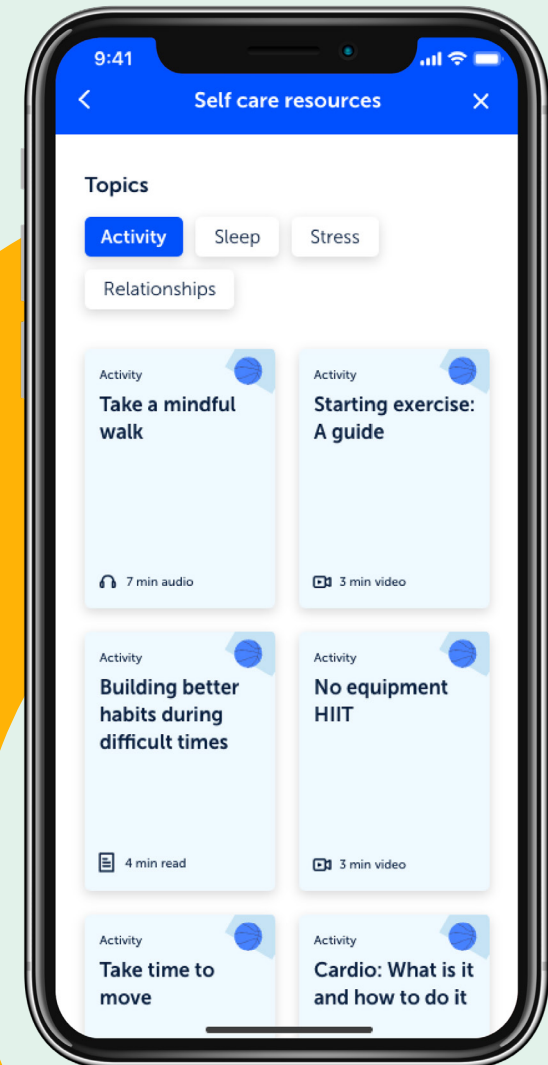 9:41
Self care resources
Topics
Activity
Sleep
Stress
Relationships
Activity
Take a mindful
walk
7 min audio
Activity
Starting exercise:
A guide
3 min video
Activity
Building better
habits during
difficult times
4 min read
Activity
No equipment
HIIT
3 min video
Activity
Take time to
move
Activity
Cardio: What is it
and how to do it